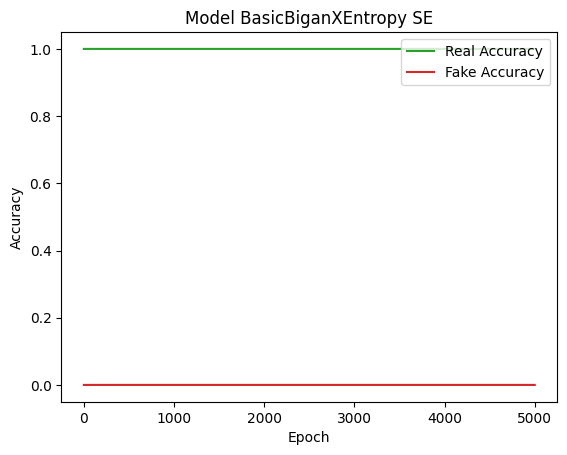 Model BasicBiganXEntropy SE
Real Accuracy
Fake Accuracy
1.0
0.8
0.6
0.4
0.2
0.0
Accuracy
0 1000 2000 3000 4000 5000
Epoch